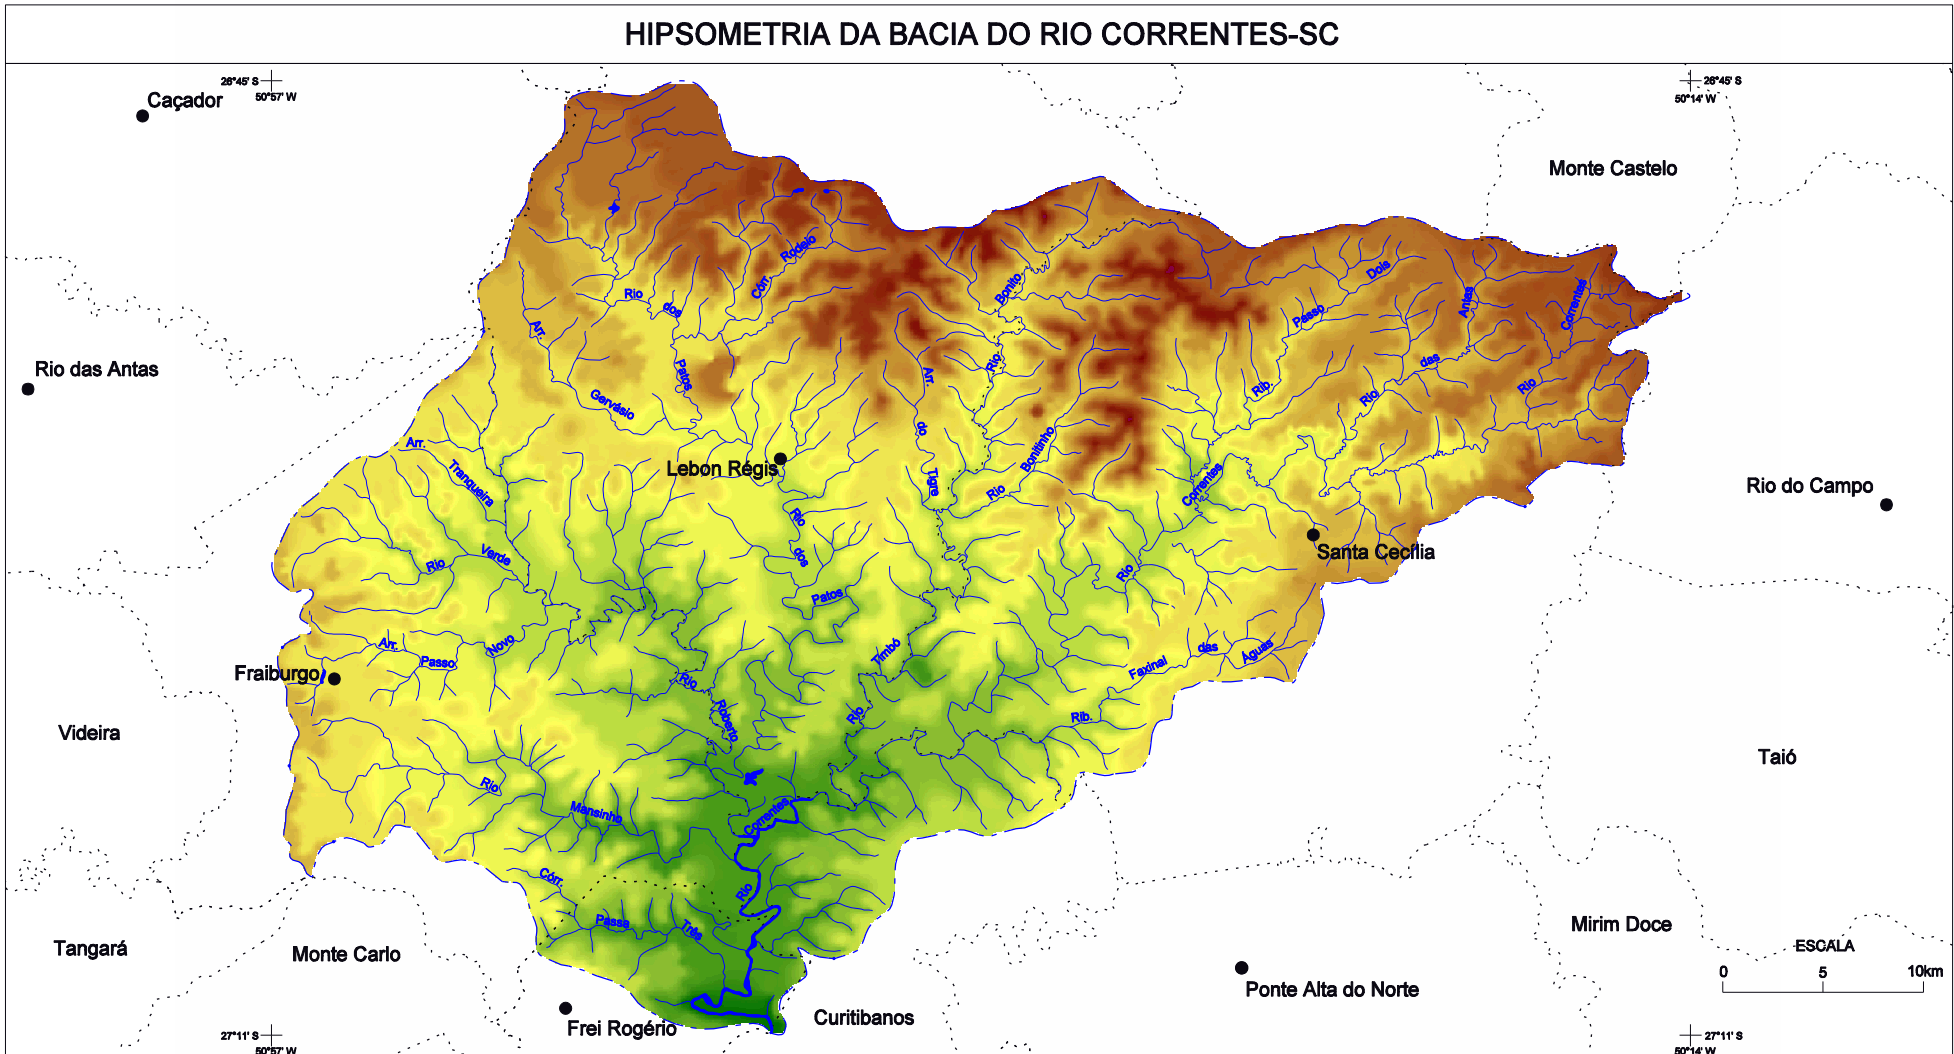 HIPSOMETRIA DA BACIA DO RIO CORRENTES-SC
26°45' S
50°57' W
26°45' S
50°14' W
Caçador
Monte Castelo
Rio das Antas
Rio do Campo
Lebon Régis
Santa Cecília
Fraiburgo
Videira
Taió
Tangará
Monte Carlo
Mirim Doce
Ponte Alta do Norte
Frei Rogério
Curitibanos
Córr. Rodeio
Rio dos Patos
Arr. Gervásio
Rio Bonito
Rib. Passo Dois
Rio das Antas
Rio Correntes
Arr. do Tigre
Rio Bonitinho
Arr. Tranqueira
Rio Verde
Rio dos Patos
Rio Correntes
Arr. Passo Novo
Rio Roberto
Rio Timbó
Rib. Faxinal das Águas
Rio Mansinho
Rio Correntes
Córr. Passa Três
ESCALA
0 5 10km
27°11' S
50°57' W
27°11' S
50°14' W